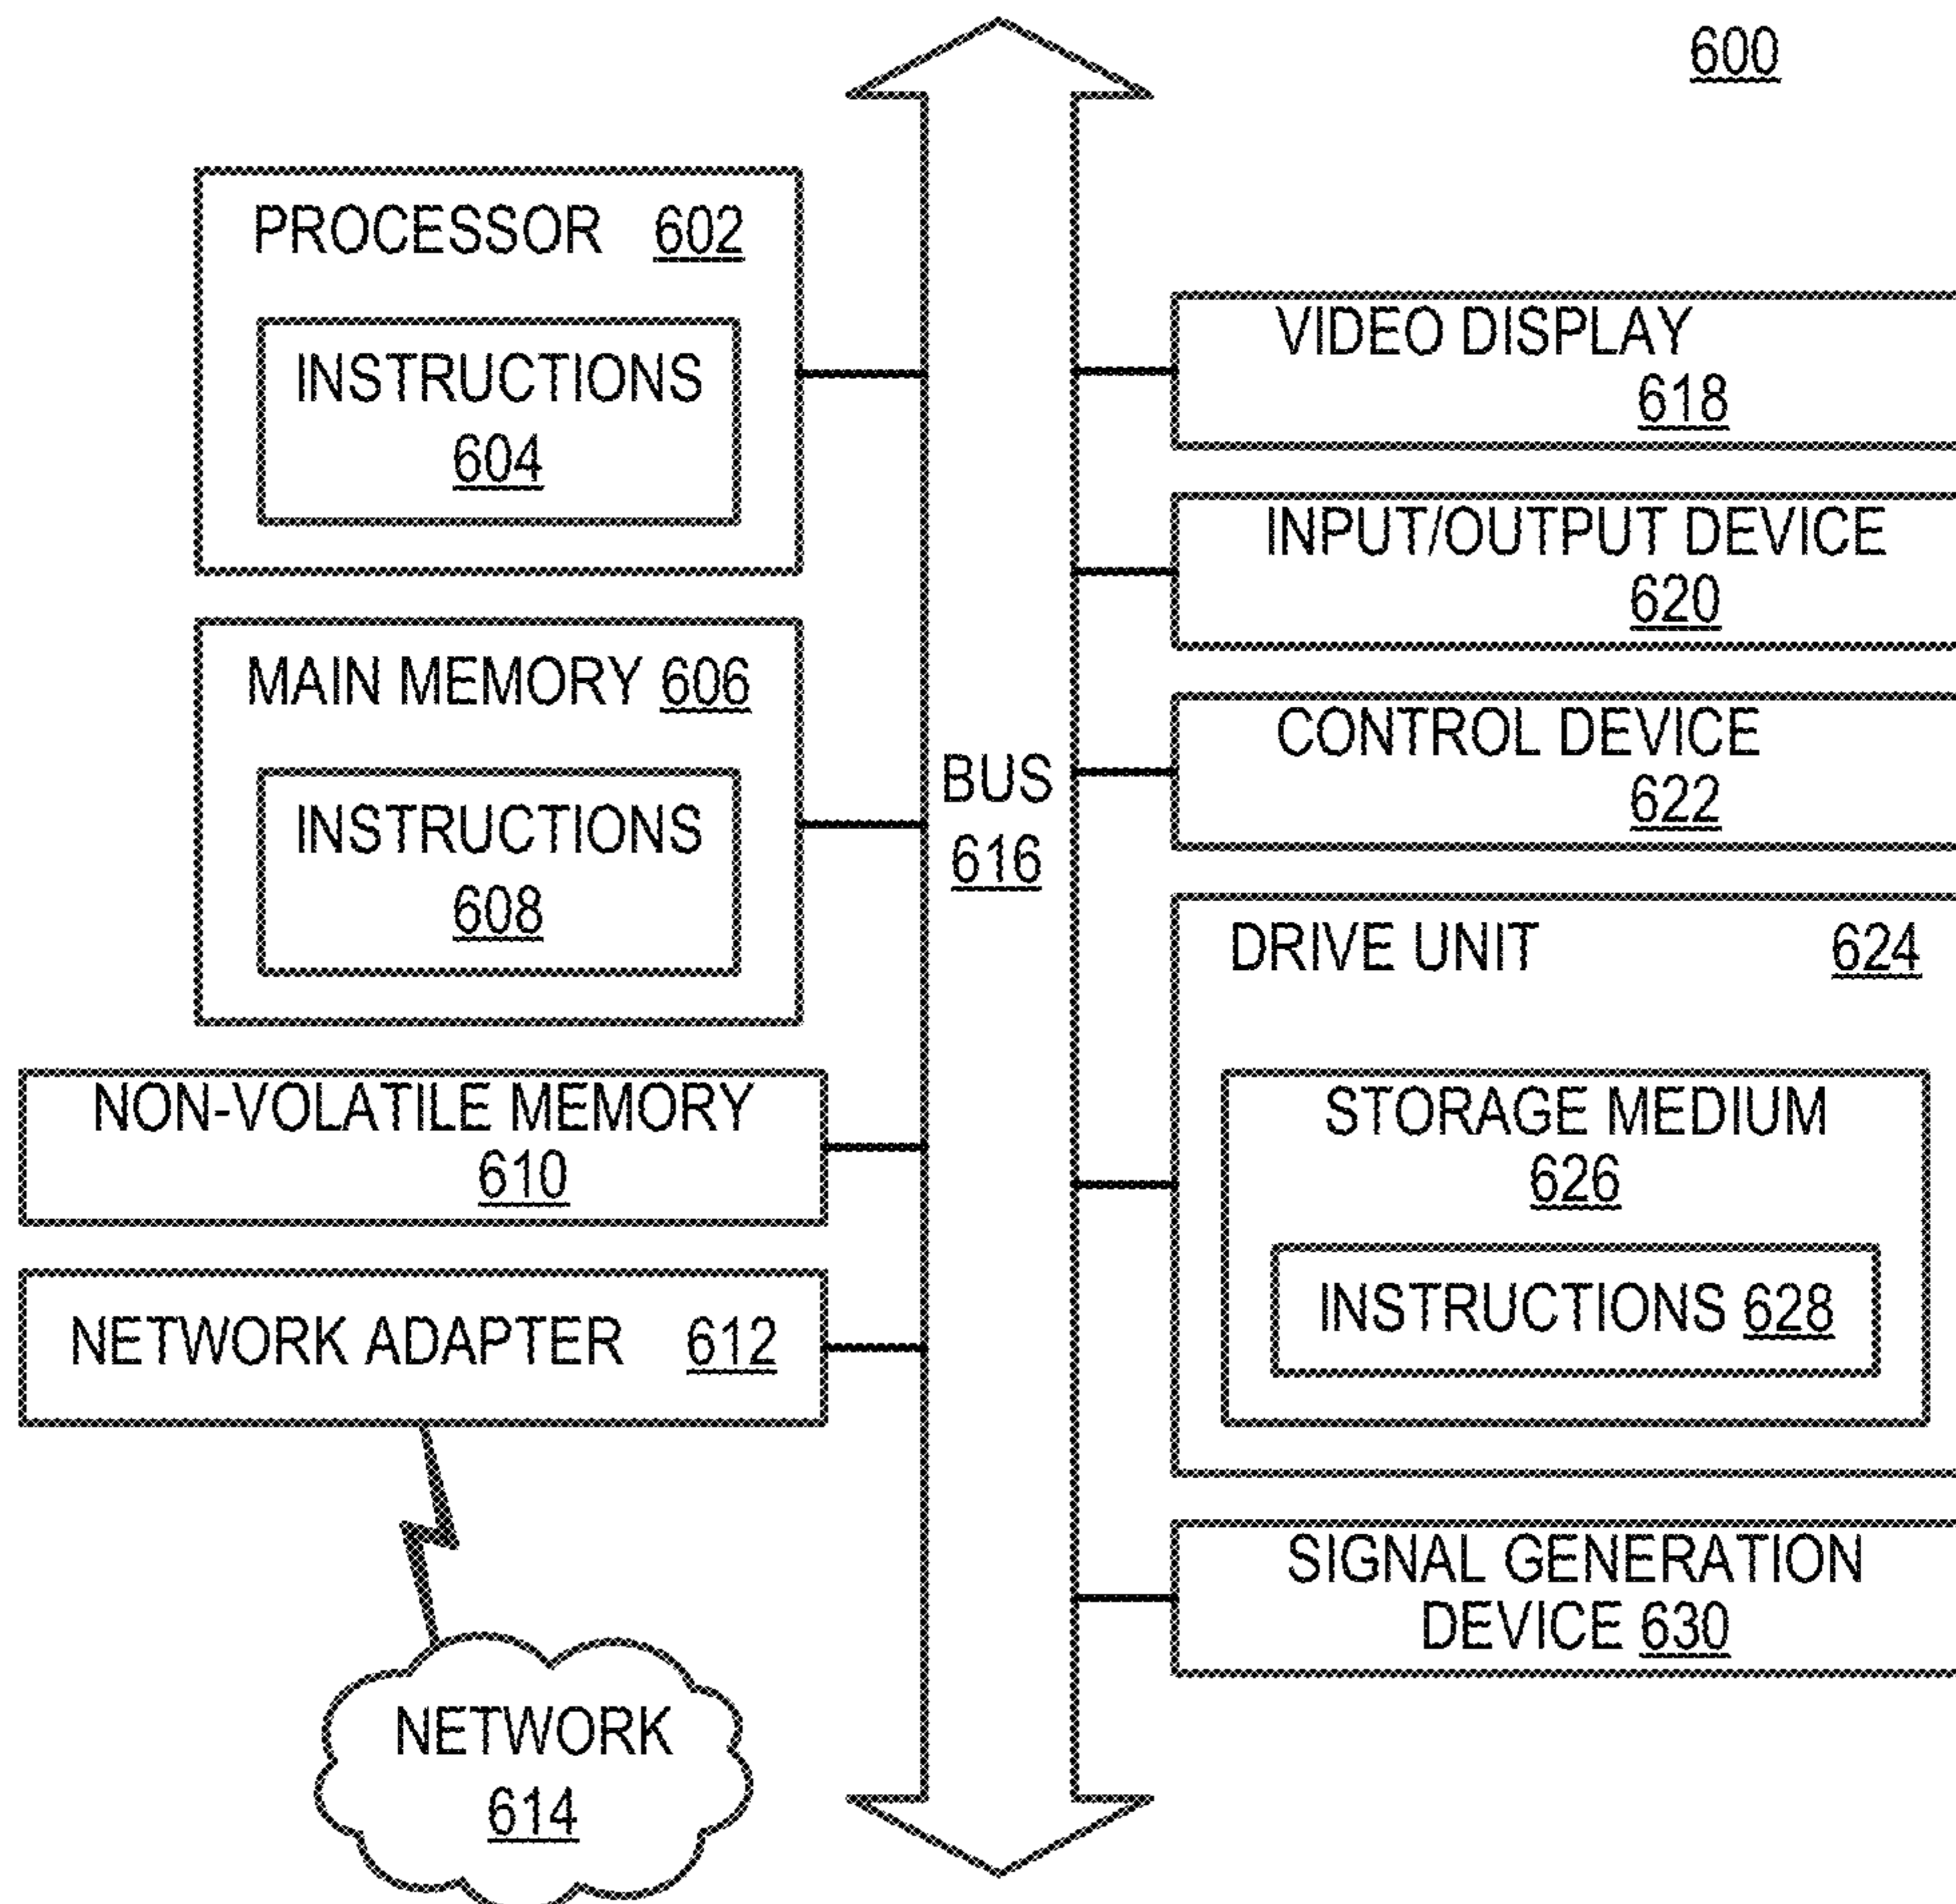 600
PROCESSOR 602
INSTRUCTIONS
604
MAIN MEMORY 606
INSTRUCTIONS
608
NON-VOLATILE MEMORY
610
NETWORK ADAPTER 612
NETWORK
614
BUS
616
VIDEO DISPLAY
618
INPUT/OUTPUT DEVICE
620
CONTROL DEVICE
622
DRIVE UNIT 624
STORAGE MEDIUM
626
INSTRUCTIONS 628
SIGNAL GENERATION
DEVICE 630